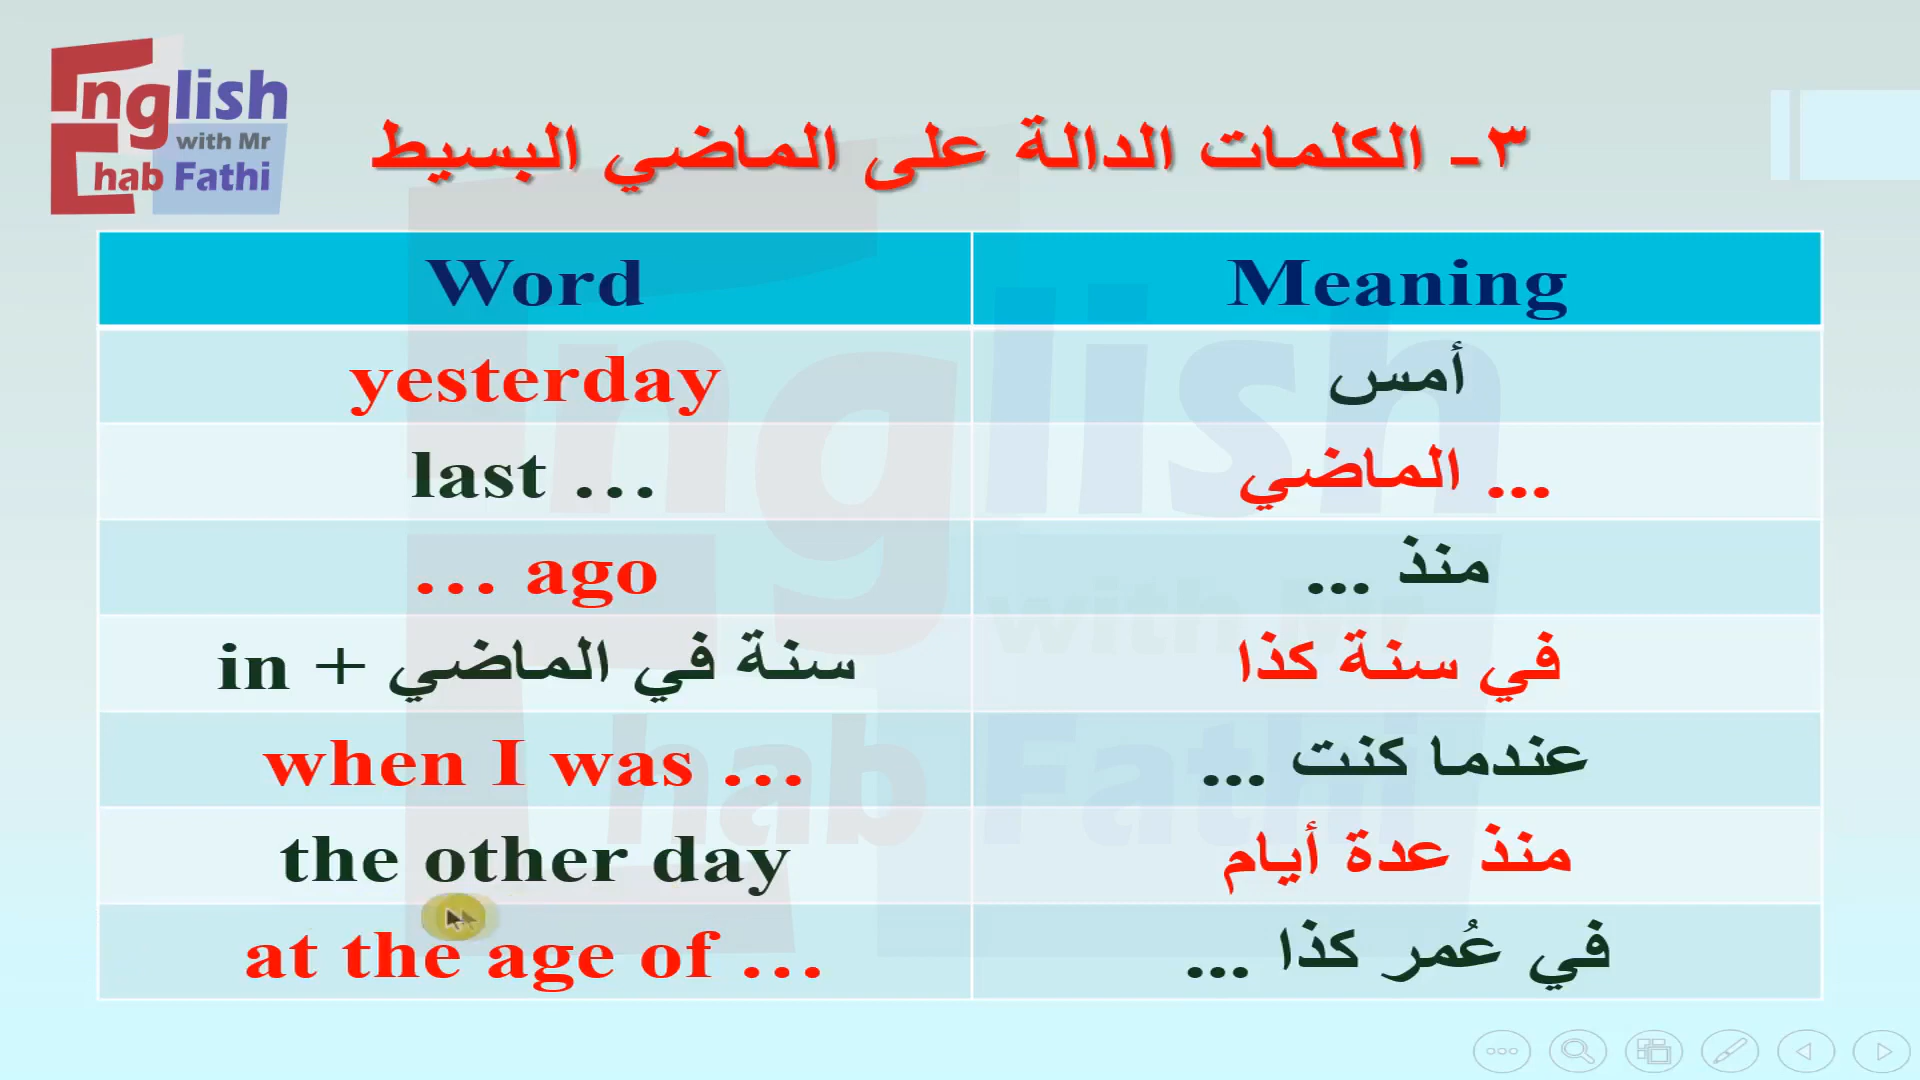 English
with Mr
Ehab Fathi
٣- الكلمات الدالة على الماضي البسيط
Word Meaning
yesterday أمس
last … ... الماضي
… ago منذ ...
in + سنة في الماضي في سنة كذا
when I was … عندما كنت ...
the other day منذ عدة أيام
at the age of … في عُمر كذا ...